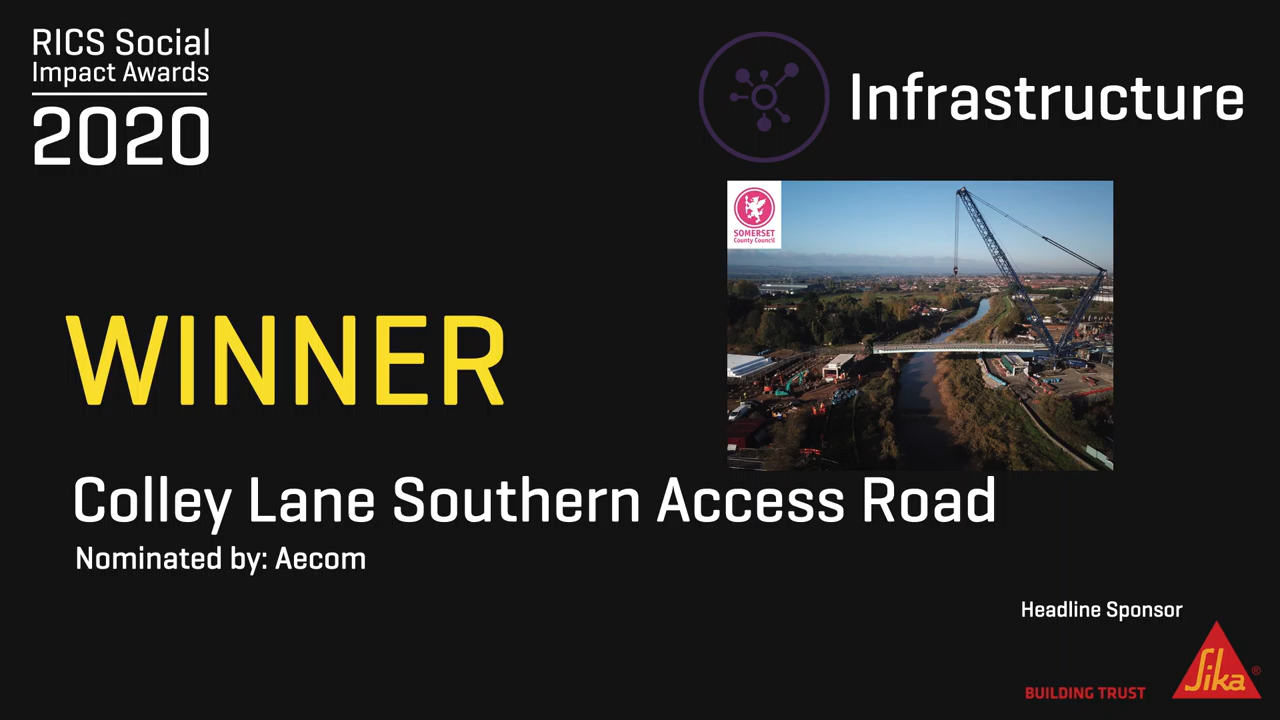 RICS Social
Impact Awards
2020
Infrastructure
SOMERSET
County Council
WINNER
Colley Lane Southern Access Road
Nominated by: Aecom
Headline Sponsor
BUILDING TRUST
Sika®